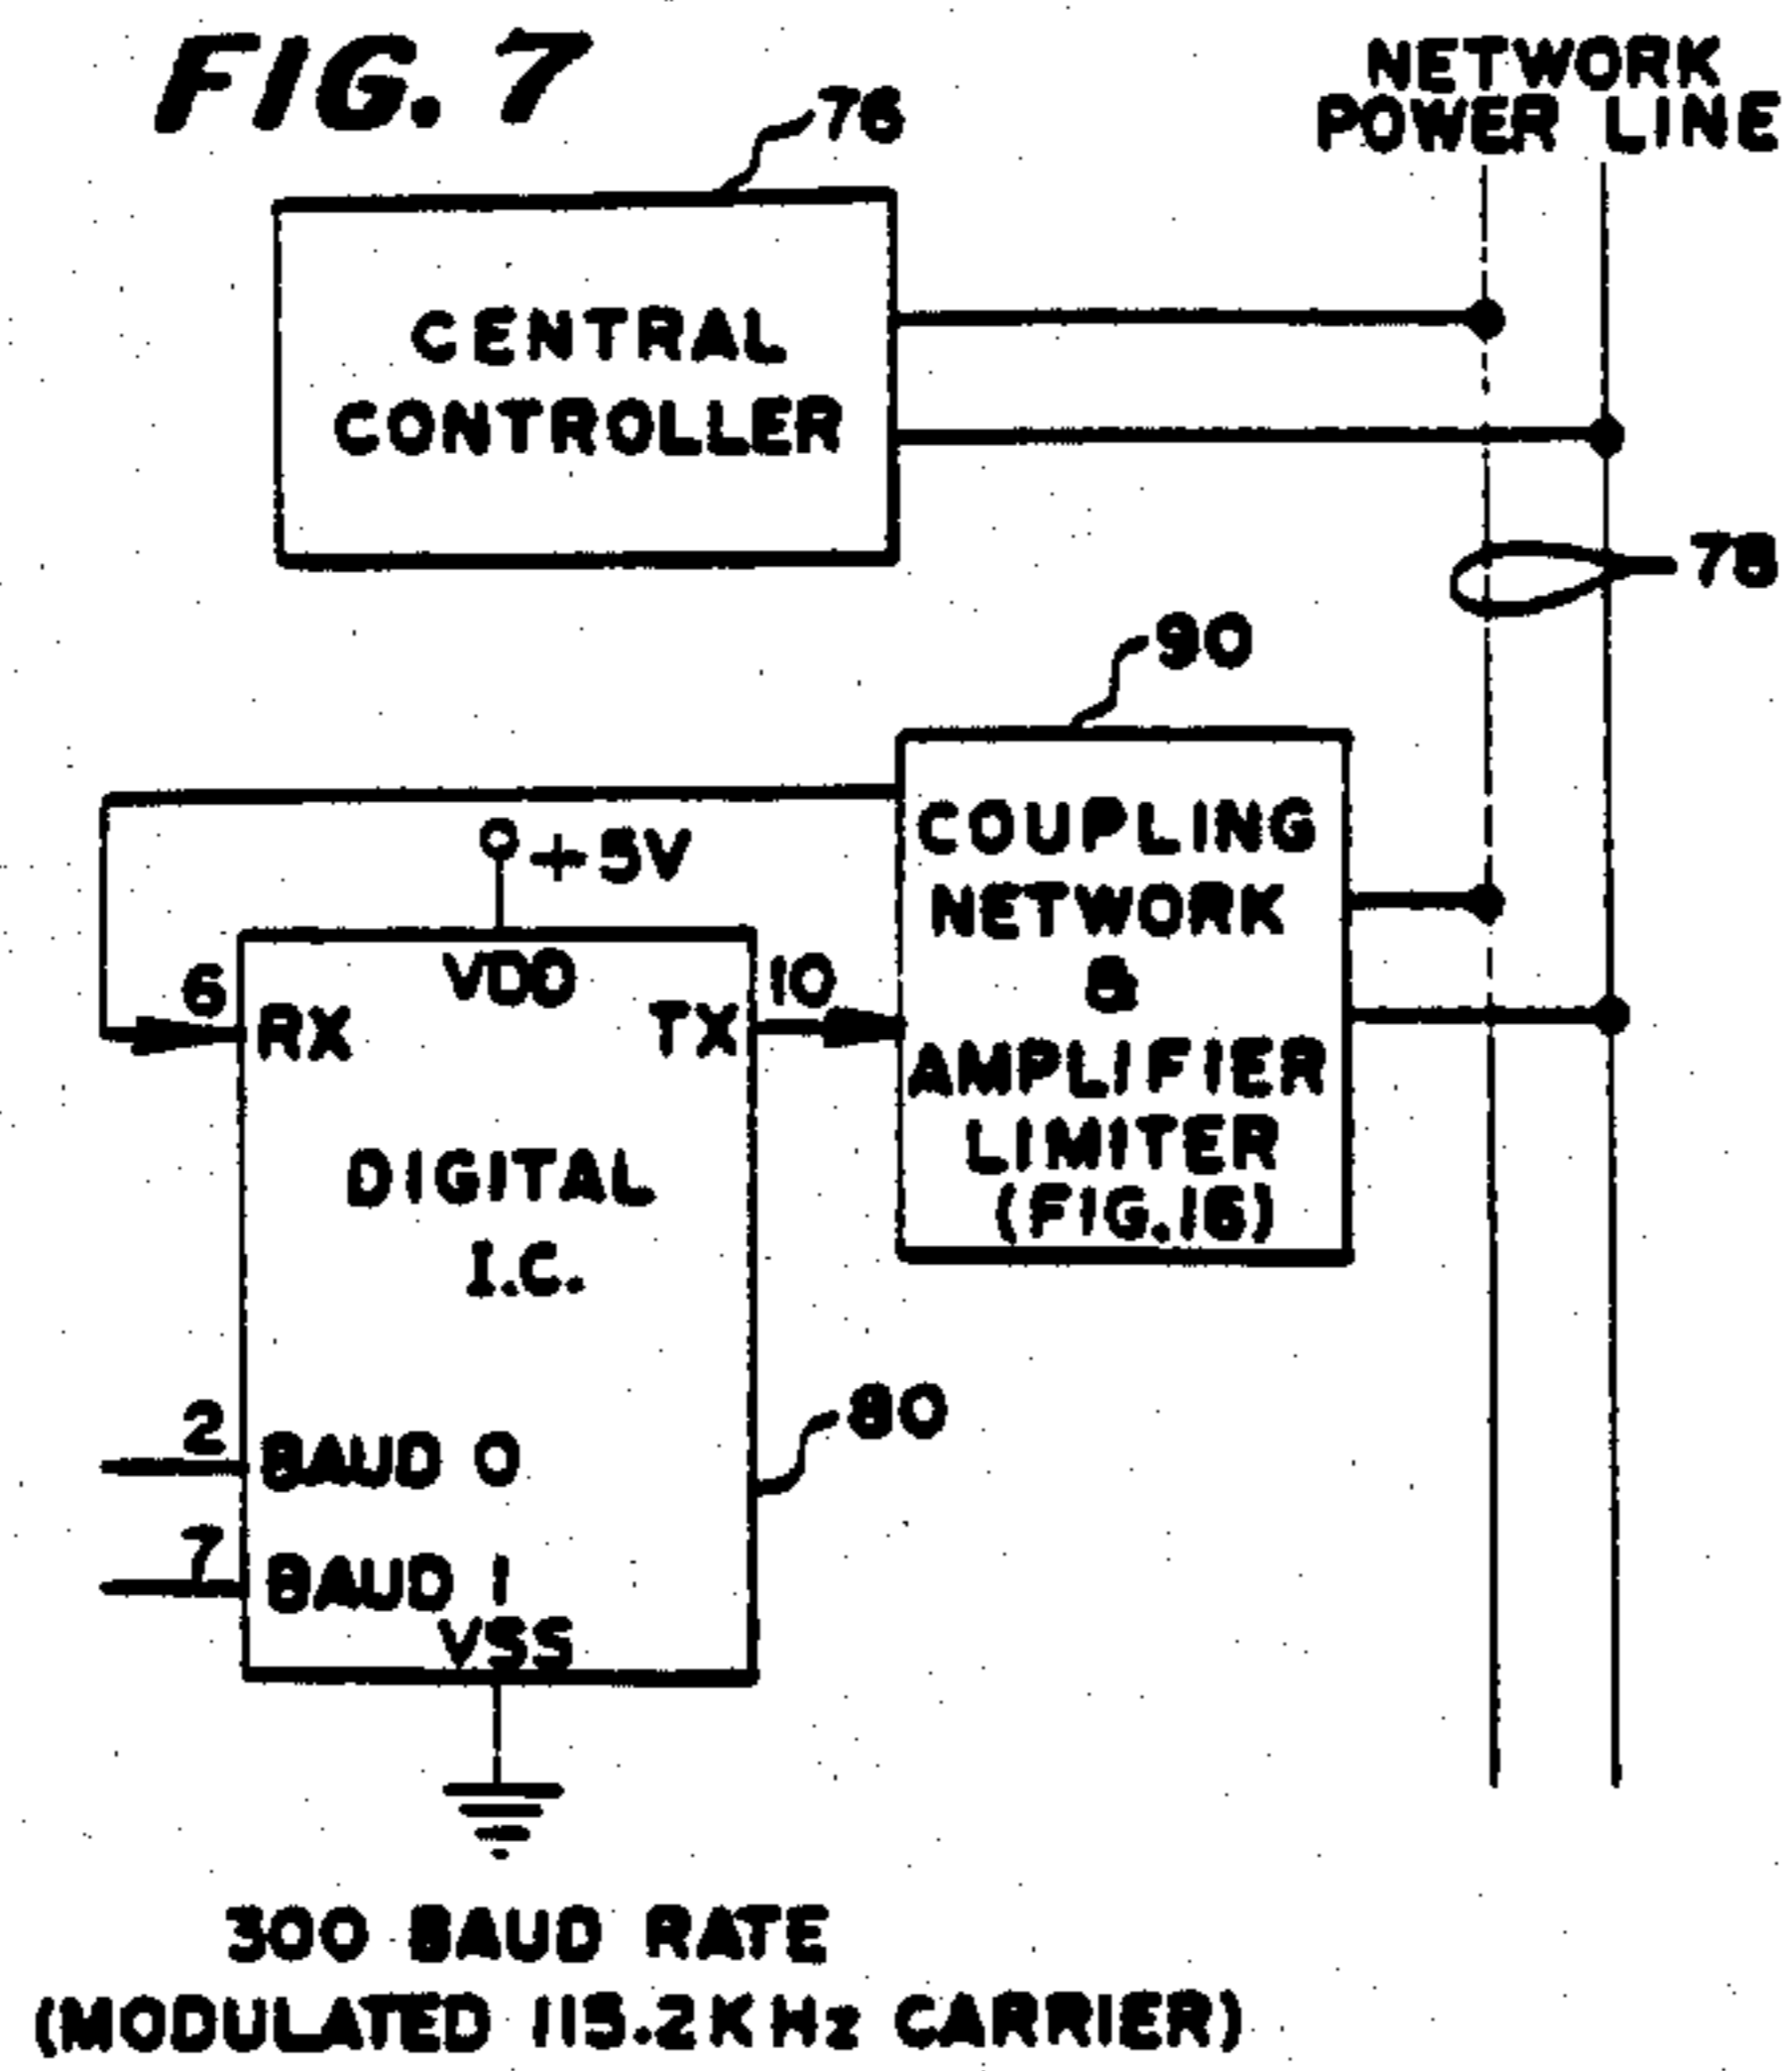 FIG. 7
NETWORK
POWER LINE
76
CENTRAL
CONTROLLER
78
90
COUPLING
NETWORK
&
AMPLIFIER
LIMITER
(FIG.16)
+5V
VDD
6
RX
TX
10
DIGITAL
I.C.
80
2
BAUD 0
7
BAUD 1
VSS
300 BAUD RATE
(MODULATED 115.2KHz CARRIER)